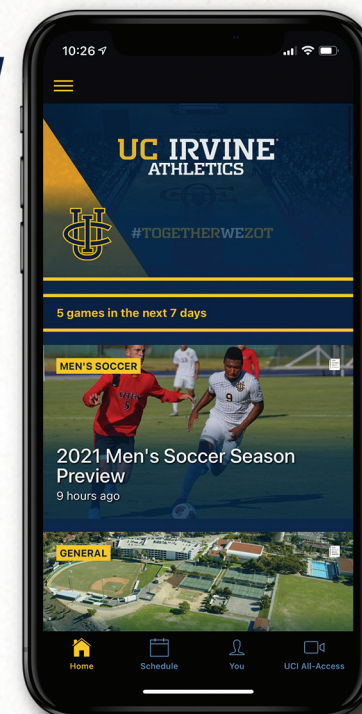 10:26
UC IRVINE
ATHLETICS
#TOGETHERWEZOT
5 games in the next 7 days
MEN'S SOCCER
9
2021 Men's Soccer Season
Preview
9 hours ago
GENERAL
Home
Schedule
You
UCI All-Access